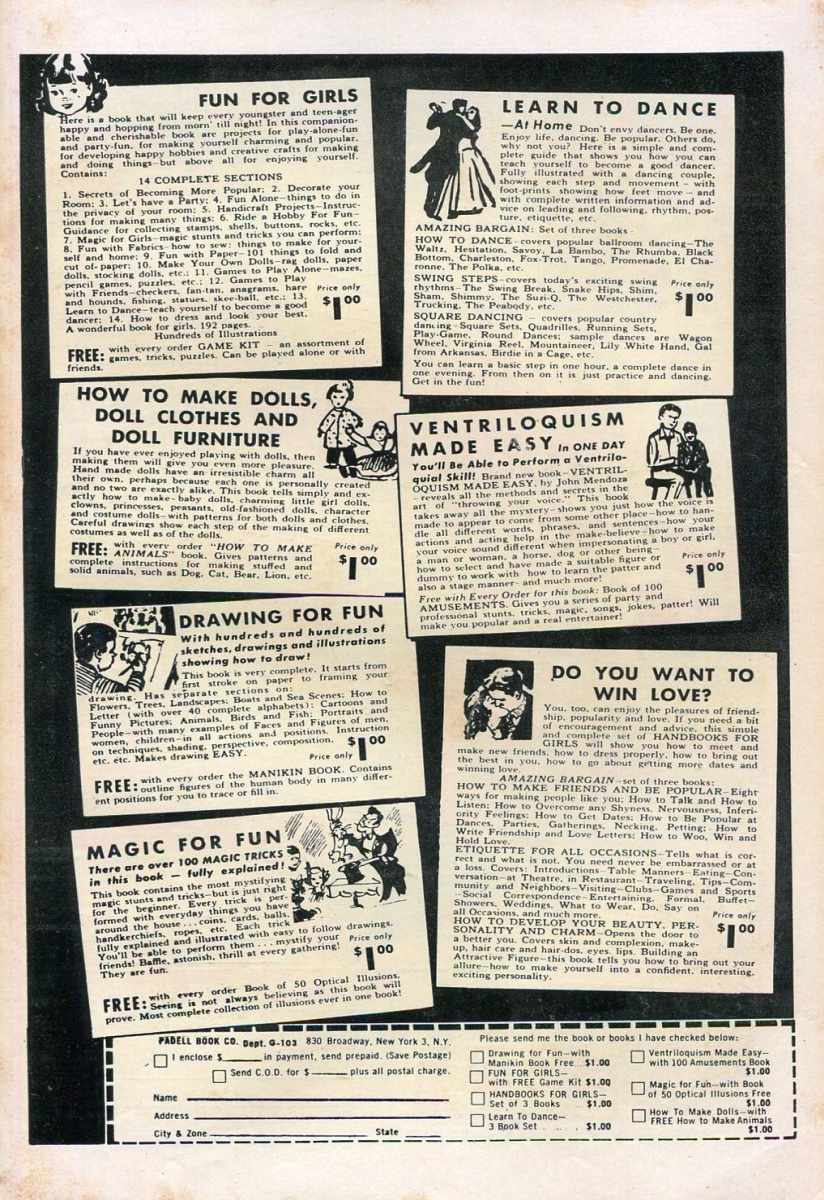 FUN FOR GIRLS
Here is a book that will keep every youngster and teen-ager
happy and hopping from morn' till night! In this companion-
able and cherishable book are projects for play-alone-fun
and party-fun, for making yourself charming and popular,
for developing happy hobbies and creative crafts for making
and doing things—but above all for enjoying yourself.
Contains:
14 COMPLETE SECTIONS
1. Secrets of Becoming More Popular; 2. Decorate your
Room; 3. Let's have a Party; 4. Fun Alone—things to do in
the privacy of your room; 5. Handicraft Projects—Instruc-
tions for making many things; 6. Ride a Hobby For Fun—
Guidance for collecting stamps, shells, buttons, rocks, etc.
7. Magic for Girls—magic stunts and tricks you can perform;
8. Fun with Fabrics—how to sew: things to make for your-
self and home; 9. Fun with Paper—101 things to fold and
cut of paper; 10. Make Your Own Dolls—rag dolls, paper
dolls, stocking dolls, etc.; 11. Games to Play Alone—mazes,
pencil games, puzzles, etc.; 12. Games to Play
with Friends—checkers, fan-tan, anagrams, hare
and hounds, fishing, statues, skee-ball, etc.; 13.
Learn to Dance—teach yourself to become a good
dancer; 14. How to dress and look your best.
A wonderful book for girls. 192 pages.
Hundreds of Illustrations
Price only
$1.00
FREE: with every order GAME KIT — an assortment of
games, tricks, puzzles. Can be played alone or with
friends.
LEARN TO DANCE
—At Home Don't envy dancers. Be one.
Enjoy life, dancing. Be popular. Others do,
why not you? Here is a simple and com-
plete guide that shows you how you can
teach yourself to become a good dancer.
Fully illustrated with a dancing couple,
showing each step and movement — with
foot-prints showing how feet move — and
with complete written information and ad-
vice on leading and following, rhythm, pos-
ture, etiquette, etc.
AMAZING BARGAIN: Set of three books -
HOW TO DANCE—covers popular ballroom dancing—The
Waltz, Hesitation, Savoy, La Bambo, The Rhumba, Black
Bottom, Charleston, Fox-Trot, Tango, Promenade, El Cha-
ronne, The Polka, etc.
SWING STEPS—covers today's exciting swing
rhythms—The Swing Break, Snake Hips, Shim,
Sham, Shimmy, The Suzi-Q, The Westchester,
Trucking, The Peabody, etc.
SQUARE DANCING — covers popular country
dancing—Square Sets, Quadrilles, Running Sets,
Play-Game, Round Dances; sample dances are Wagon
Wheel, Virginia Reel, Mountaineer, Lily White Hand, Gal
from Arkansas, Birdie in a Cage, etc.
Price only
$1.00
You can learn a basic step in one hour, a complete dance in
one evening. From then on it is just practice and dancing.
Get in the fun!
HOW TO MAKE DOLLS,
DOLL CLOTHES AND
DOLL FURNITURE
If you have ever enjoyed playing with dolls, then
making them will give you even more pleasure.
Hand made dolls have an irresistible charm all
their own, perhaps because each one is personally created
and no two are exactly alike. This book tells simply and ex-
actly how to make—baby dolls, charming little girl dolls,
clowns, princesses, peasants, old-fashioned dolls, character
and costume dolls—with patterns for both dolls and clothes.
Careful drawings show each step of the making of different
costumes as well as of the dolls.
FREE: with every order "HOW TO MAKE
ANIMALS" book. Gives patterns and
complete instructions for making stuffed and
solid animals, such as Dog, Cat, Bear, Lion, etc.
Price only
$1.00
VENTRILOQUISM
MADE EASY In ONE DAY
You'll Be Able to Perform a Ventrilo-
quial Skill! Brand new book—VENTRIL-
OQUISM MADE EASY, by John Mendoza
-reveals all the methods and secrets in the
art of "throwing your voice." This book
takes away all the mystery—shows you just how the voice is
made to appear to come from some other place—how to han-
dle all different words, phrases, and sentences—how your
actions and acting help in the make-believe—how to make
your voice sound different when impersonating a boy or girl,
a man or woman, a horse, dog or other being—
how to select and have made a suitable figure or
dummy to work with how to learn the patter and
also a stage manner- and much more!
Price only
$1.00
Free with Every Order for this book: Book of 100
AMUSEMENTS. Gives you a series of party and
professional stunts, tricks, magic, songs, jokes, patter! Will
make you popular and a real entertainer!
DRAWING FOR FUN
With hundreds and hundreds of
sketches, drawings and illustrations
showing how to draw!
This book is very complete. It starts from
first stroke on paper to framing your
drawing. Has separate sections on:
Flowers, Trees, Landscapes; Boats and Sea Scenes; How to
Letter (with over 40 complete alphabets); Cartoons and
Funny Pictures; Animals, Birds and Fish; Portraits and
People—with many examples of Faces and Figures of men,
women, children—in all actions and positions. Instruction
on techniques, shading, perspective, composition,
etc. etc. Makes drawing EASY.
Price only $1.00
FREE: with every order the MANIKIN BOOK. Contains
outline figures of the human body in many differ-
ent positions for you to trace or fill in.
DO YOU WANT TO
WIN LOVE?
You, too, can enjoy the pleasures of friend-
ship, popularity and love. If you need a bit
of encouragement and advice, this simple
and complete set of HANDBOOKS FOR
GIRLS will show you how to meet and
make new friends, how to dress properly, how to bring out
the best in you, how to go about getting more dates and
winning love.
AMAZING BARGAIN—set of three books:
HOW TO MAKE FRIENDS AND BE POPULAR—Eight
ways for making people like you; How to Talk and How to
Listen; How to Overcome any Shyness, Nervousness, Inferi-
ority Feelings; How to Get Dates; How to Be Popular at
Dances, Parties, Gatherings, Necking, Petting; How to
Write Friendship and Love Letters; How to Woo, Win and
Hold Love.
ETIQUETTE FOR ALL OCCASIONS—Tells what is cor-
rect and what is not. You need never be embarrassed or at
a loss. Covers: Introductions—Table Manners—Eating—Con-
versation—at Theatre, in Restaurant—Traveling, Tips—Com-
munity and Neighbors—Visiting—Clubs—Games and Sports
—Social Correspondence—Entertaining, Formal, Buffet—
Showers, Weddings, What to Wear, Do, Say on
all Occasions, and much more.
HOW TO DEVELOP YOUR BEAUTY, PER-
SONALITY AND CHARM—Opens the door to
a better you. Covers skin and complexion, make-
up, hair care and hair-dos, eyes, lips. Building an
Attractive Figure—this book tells you how to bring out your
allure—how to make yourself into a confident, interesting,
exciting personality.
Price only
$1.00
MAGIC FOR FUN
There are over 100 MAGIC TRICKS
in this book — fully explained!
This book contains the most mystifying
magic stunts and tricks—but is just right
for the beginner. Every trick is per-
formed with everyday things you have
around the house . . . coins, cards, balls,
handkerchiefs, ropes, etc. Each trick
fully explained and illustrated with easy to follow drawings.
You'll be able to perform them . . . mystify your
friends! Baffle, astonish, thrill at every gathering!
They are fun.
Price only
$1.00
FREE: with every order Book of 50 Optical Illusions.
Seeing is not always believing as this book will
prove. Most complete collection of illusions ever in one book!
PADELL BOOK CO. Dept. G-103 830 Broadway, New York 3, N.Y.
I enclose $ in payment, send prepaid. (Save Postage)
Send C.O.D. for $ plus all postal charge.
Name
Address
City & Zone State
Please send me the book or books I have checked below:
Drawing for Fun—with
Manikin Book Free ..$1.00
FUN FOR GIRLS—
with FREE Game Kit $1.00
HANDBOOKS FOR GIRLS—
Set of 3 Books ..... $1.00
Learn To Dance—
3 Book Set . . . . . $1.00
Ventriloquism Made Easy—
with 100 Amusements Book
$1.00
Magic for Fun—with Book
of 50 Optical Illusions Free
$1.00
How To Make Dolls—with
FREE How to Make Animals
$1.00